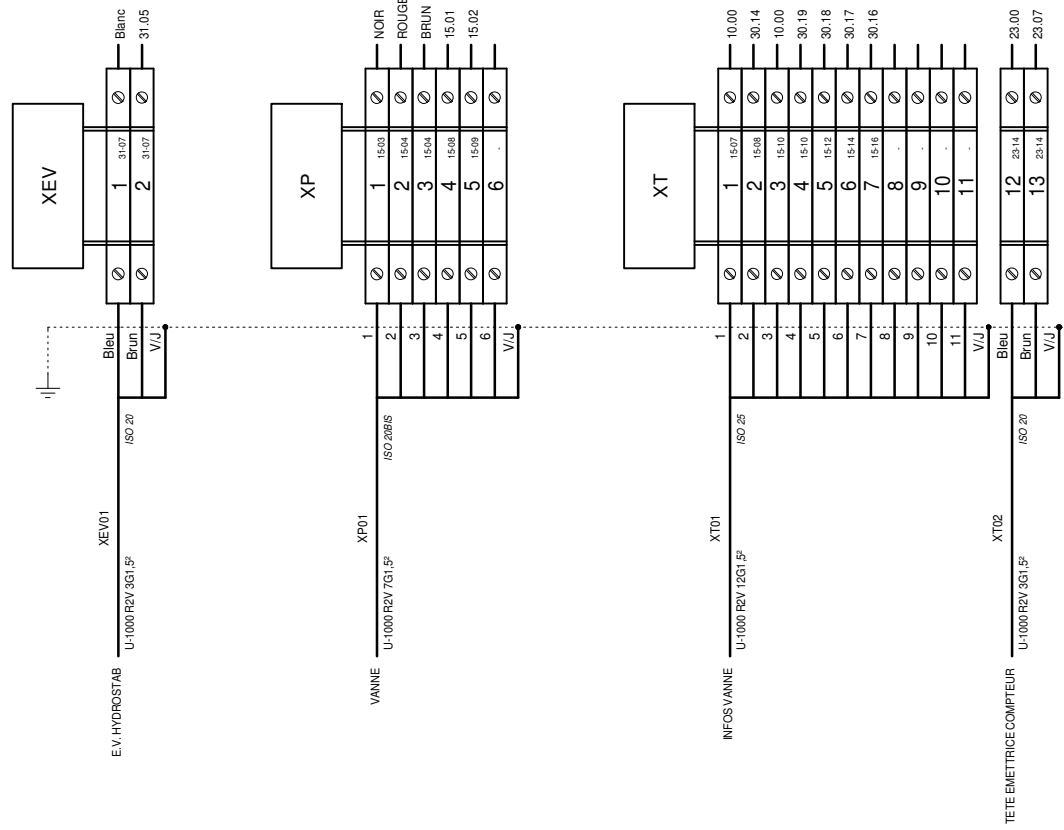 Blanc
31.05
XEV
31-07
31-07
1
2
Bleu
Brun
V/J
ISO 20
XEV01
U-1000 R2V 3G1,5²
E.V. HYDROSTAB
NOIR
ROUGE
BRUN
15.01
15.02
XP
15-03
15-04
15-04
15-08
15-09
-
1
2
3
4
5
6
1
2
3
4
5
6
V/J
ISO 20BIS
XP01
U-1000 R2V 7G1,5²
VANNE
10.00
30.14
10.00
30.19
30.18
30.17
30.16
XT
15-07
15-08
15-10
15-10
15-12
15-14
15-16
-
-
-
-
1
2
3
4
5
6
7
8
9
10
11
1
2
3
4
5
6
7
8
9
10
11
V/J
ISO 25
XT01
U-1000 R2V 12G1,5²
INFOS VANNE
23.00
23.07
23-14
23-14
12
13
Bleu
Brun
V/J
ISO 20
XT02
U-1000 R2V 3G1,5²
TETE EMETTRICE COMPTEUR